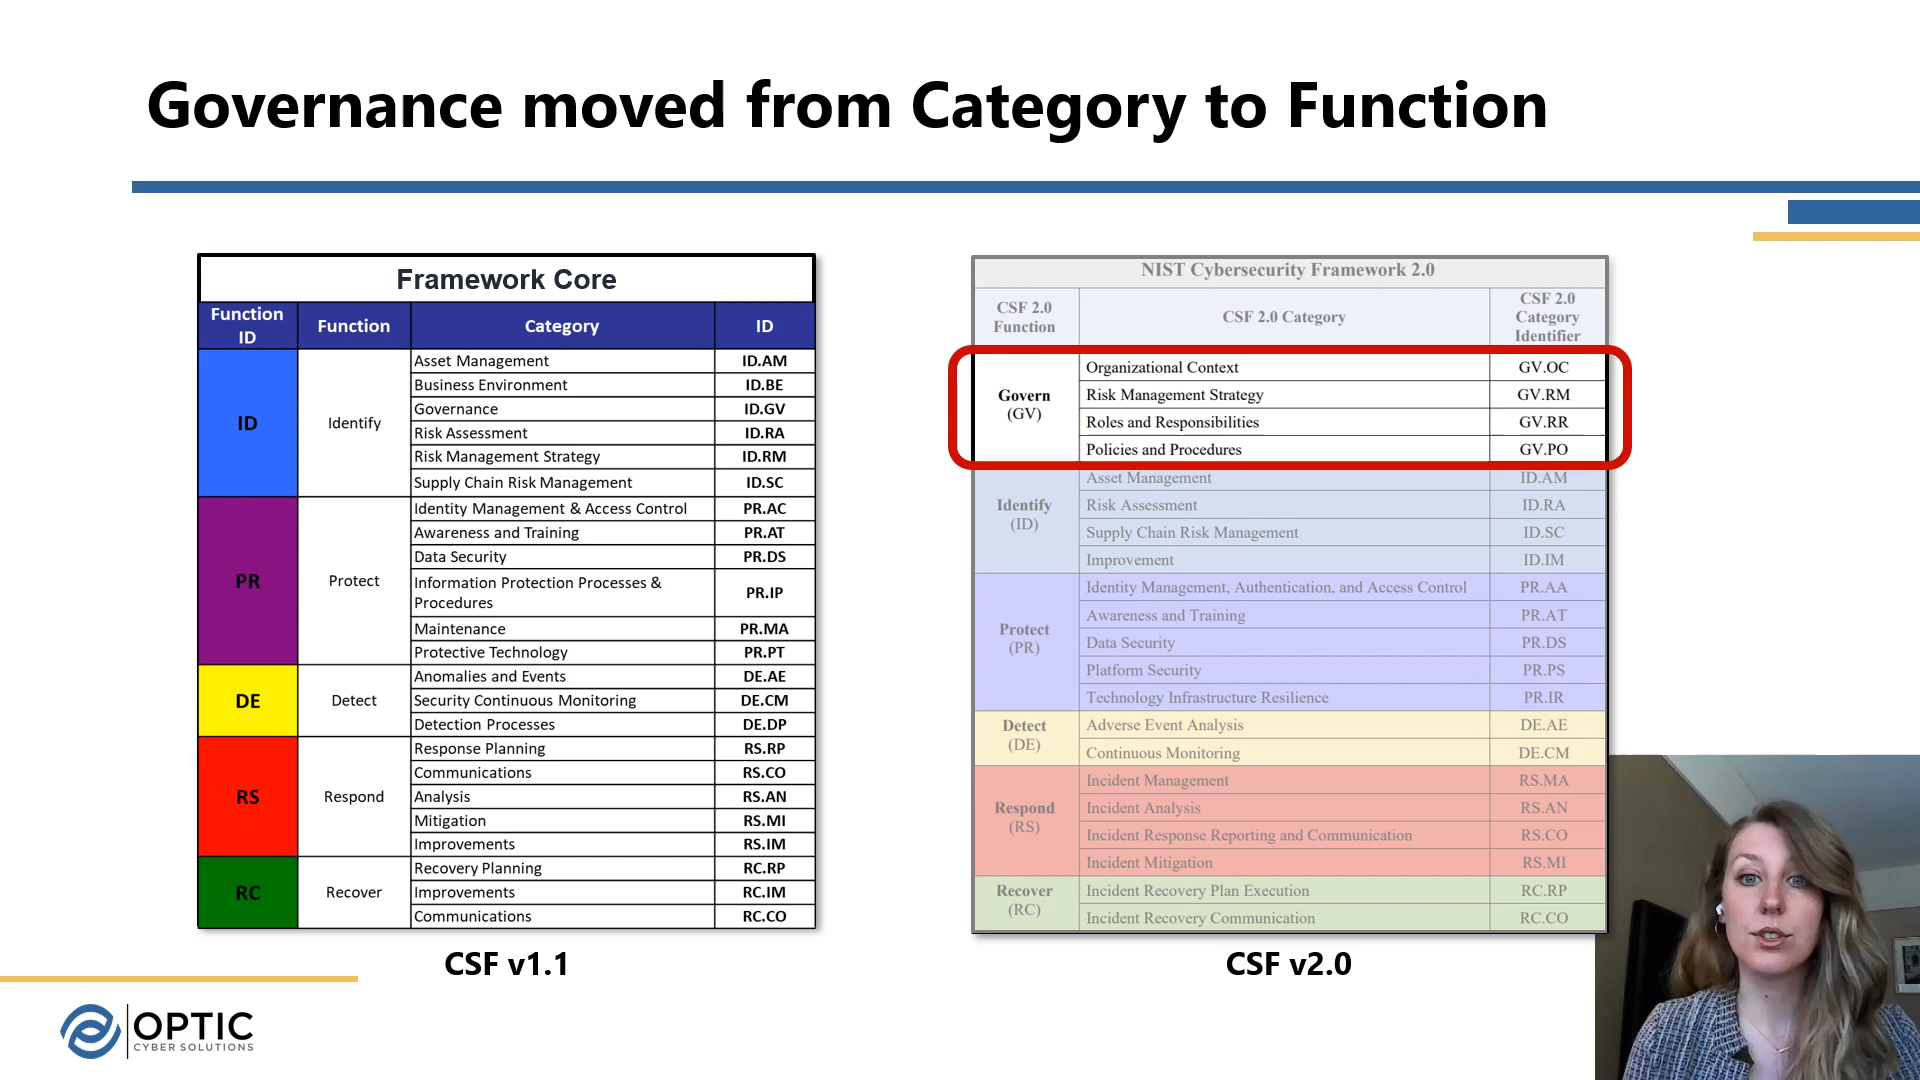 Governance moved from Category to Function
Framework Core
Function ID Function Category ID
ID Identify Asset Management ID.AM
Business Environment ID.BE
Governance ID.GV
Risk Assessment ID.RA
Risk Management Strategy ID.RM
Supply Chain Risk Management ID.SC
PR Protect Identity Management & Access Control PR.AC
Awareness and Training PR.AT
Data Security PR.DS
Information Protection Processes &
Procedures PR.IP
Maintenance PR.MA
Protective Technology PR.PT
DE Detect Anomalies and Events DE.AE
Security Continuous Monitoring DE.CM
Detection Processes DE.DP
RS Respond Response Planning RS.RP
Communications RS.CO
Analysis RS.AN
Mitigation RS.MI
Improvements RS.IM
RC Recover Recovery Planning RC.RP
Improvements RC.IM
Communications RC.CO
CSF v1.1
NIST Cybersecurity Framework 2.0
CSF 2.0 Function CSF 2.0 Category CSF 2.0 Category Identifier
Govern (GV) Organizational Context GV.OC
Risk Management Strategy GV.RM
Roles and Responsibilities GV.RR
Policies and Procedures GV.PO
Identify (ID) Asset Management ID.AM
Risk Assessment ID.RA
Supply Chain Risk Management ID.SC
Improvement ID.IM
Protect (PR) Identity Management, Authentication, and Access Control PR.AA
Awareness and Training PR.AT
Data Security PR.DS
Platform Security PR.PS
Technology Infrastructure Resilience PR.IR
Detect (DE) Adverse Event Analysis DE.AE
Continuous Monitoring DE.CM
Respond (RS) Incident Management RS.MA
Incident Analysis RS.AN
Incident Response Reporting and Communication RS.CO
Incident Mitigation RS.MI
Recover (RC) Incident Recovery Plan Execution RC.RP
Incident Recovery Communication RC.CO
CSF v2.0
OPTIC
CYBER SOLUTIONS